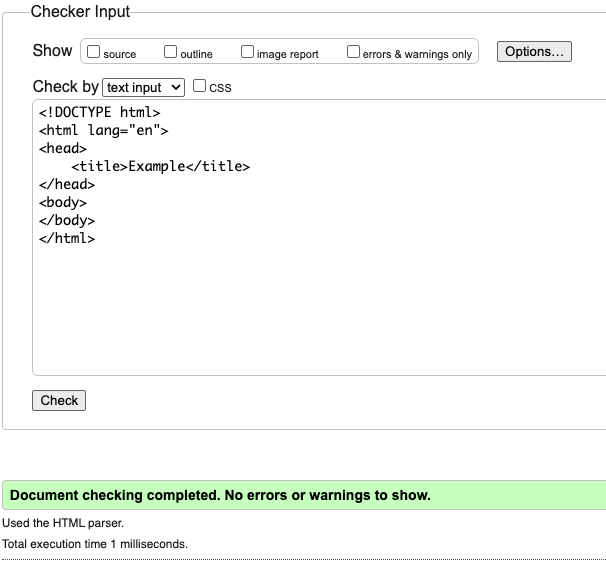 Checker Input
Show source outline image report errors & warnings only Options...
Check by text input CSS
<!DOCTYPE html>
<html lang="en">
<head>
    <title>Example</title>
</head>
<body>
</body>
</html>
Check
Document checking completed. No errors or warnings to show.
Used the HTML parser.
Total execution time 1 milliseconds.